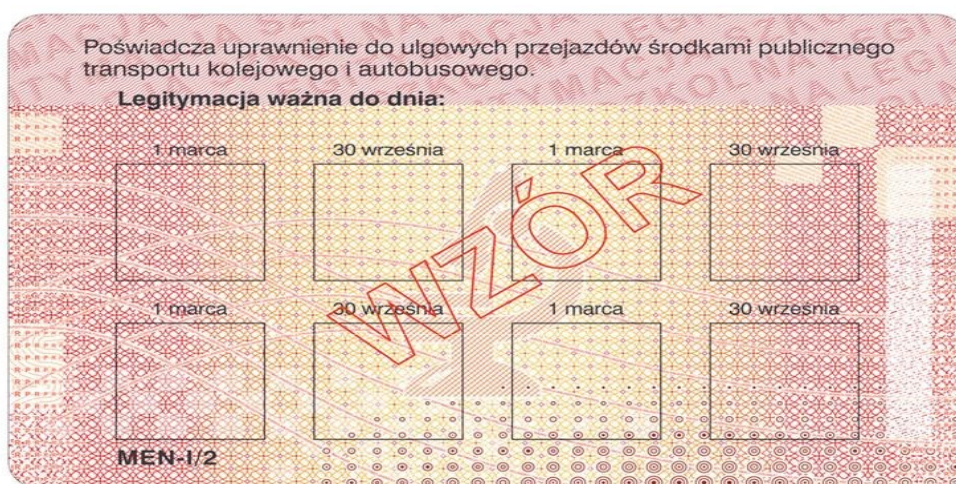 Poświadcza uprawnienie do ulgowych przejazdów środkami publicznego
transportu kolejowego i autobusowego.
Legitymacja ważna do dnia:
1 marca 30 września 1 marca 30 września
WZÓR
1 marca 30 września 1 marca 30 września
MEN-I/2